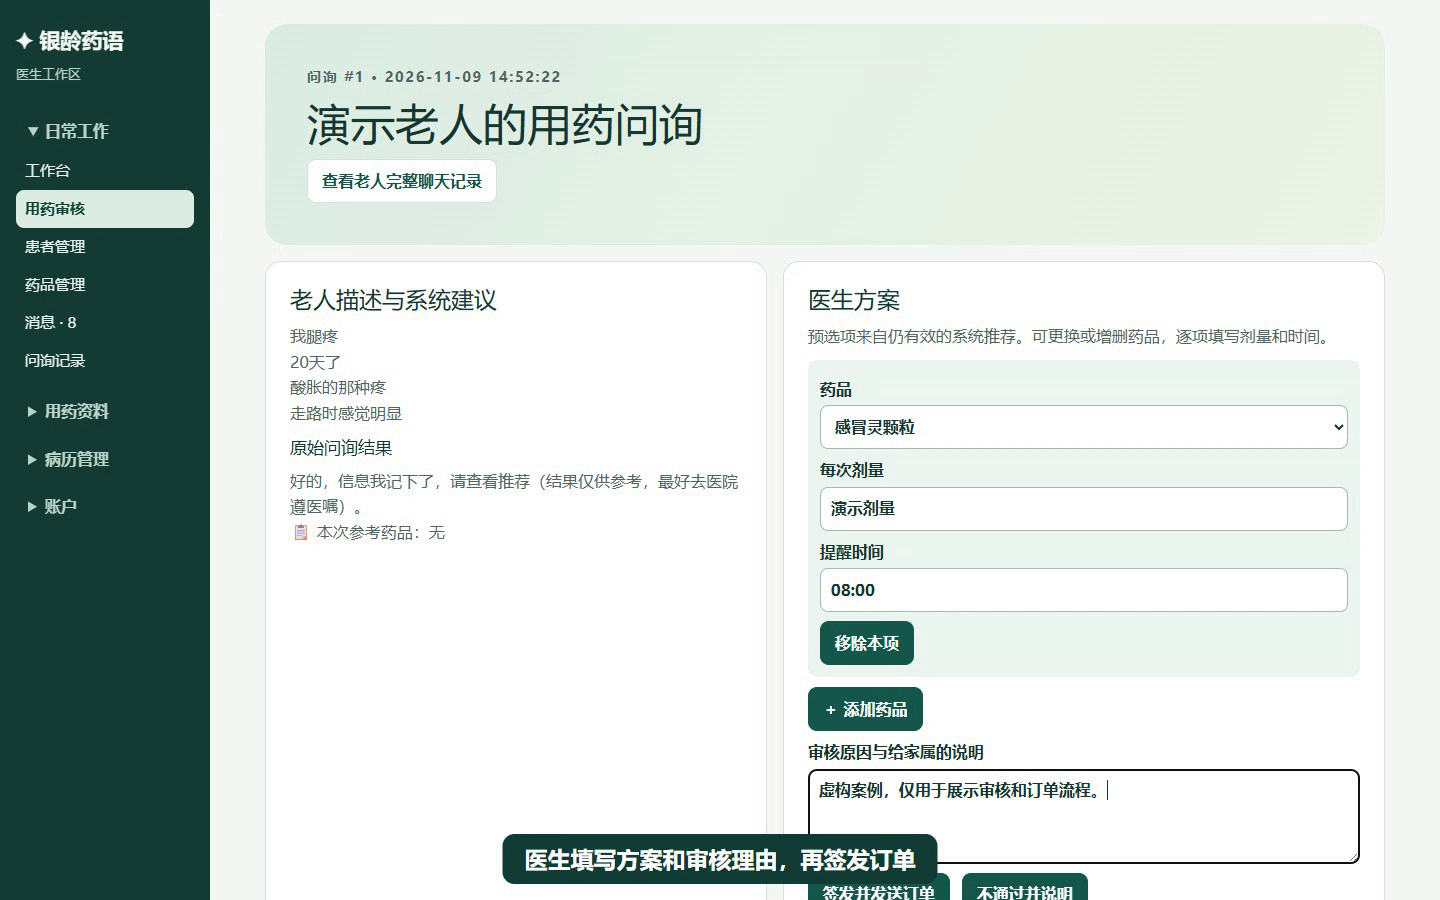 ✦ 银龄药语
医生工作区
▼ 日常工作
工作台
用药审核
患者管理
药品管理
消息 · 8
问询记录
▶ 用药资料
▶ 病历管理
▶ 账户
问询 #1 • 2026-11-09 14:52:22
演示老人的用药问询
查看老人完整聊天记录
老人描述与系统建议
我腿疼
20天了
酸胀的那种疼
走路时感觉明显
原始问询结果
好的，信息我记下了，请查看推荐（结果仅供参考，最好去医院
遵医嘱）。
📋 本次参考药品：无
医生方案
预选项来自仍有效的系统推荐。可更换或增删药品，逐项填写剂量和时间。
药品
感冒灵颗粒
每次剂量
演示剂量
提醒时间
08:00
移除本项
＋ 添加药品
审核原因与给家属的说明
虚构案例，仅用于展示审核和订单流程。
医生填写方案和审核理由，再签发订单
签发并发送订单
不通过并说明